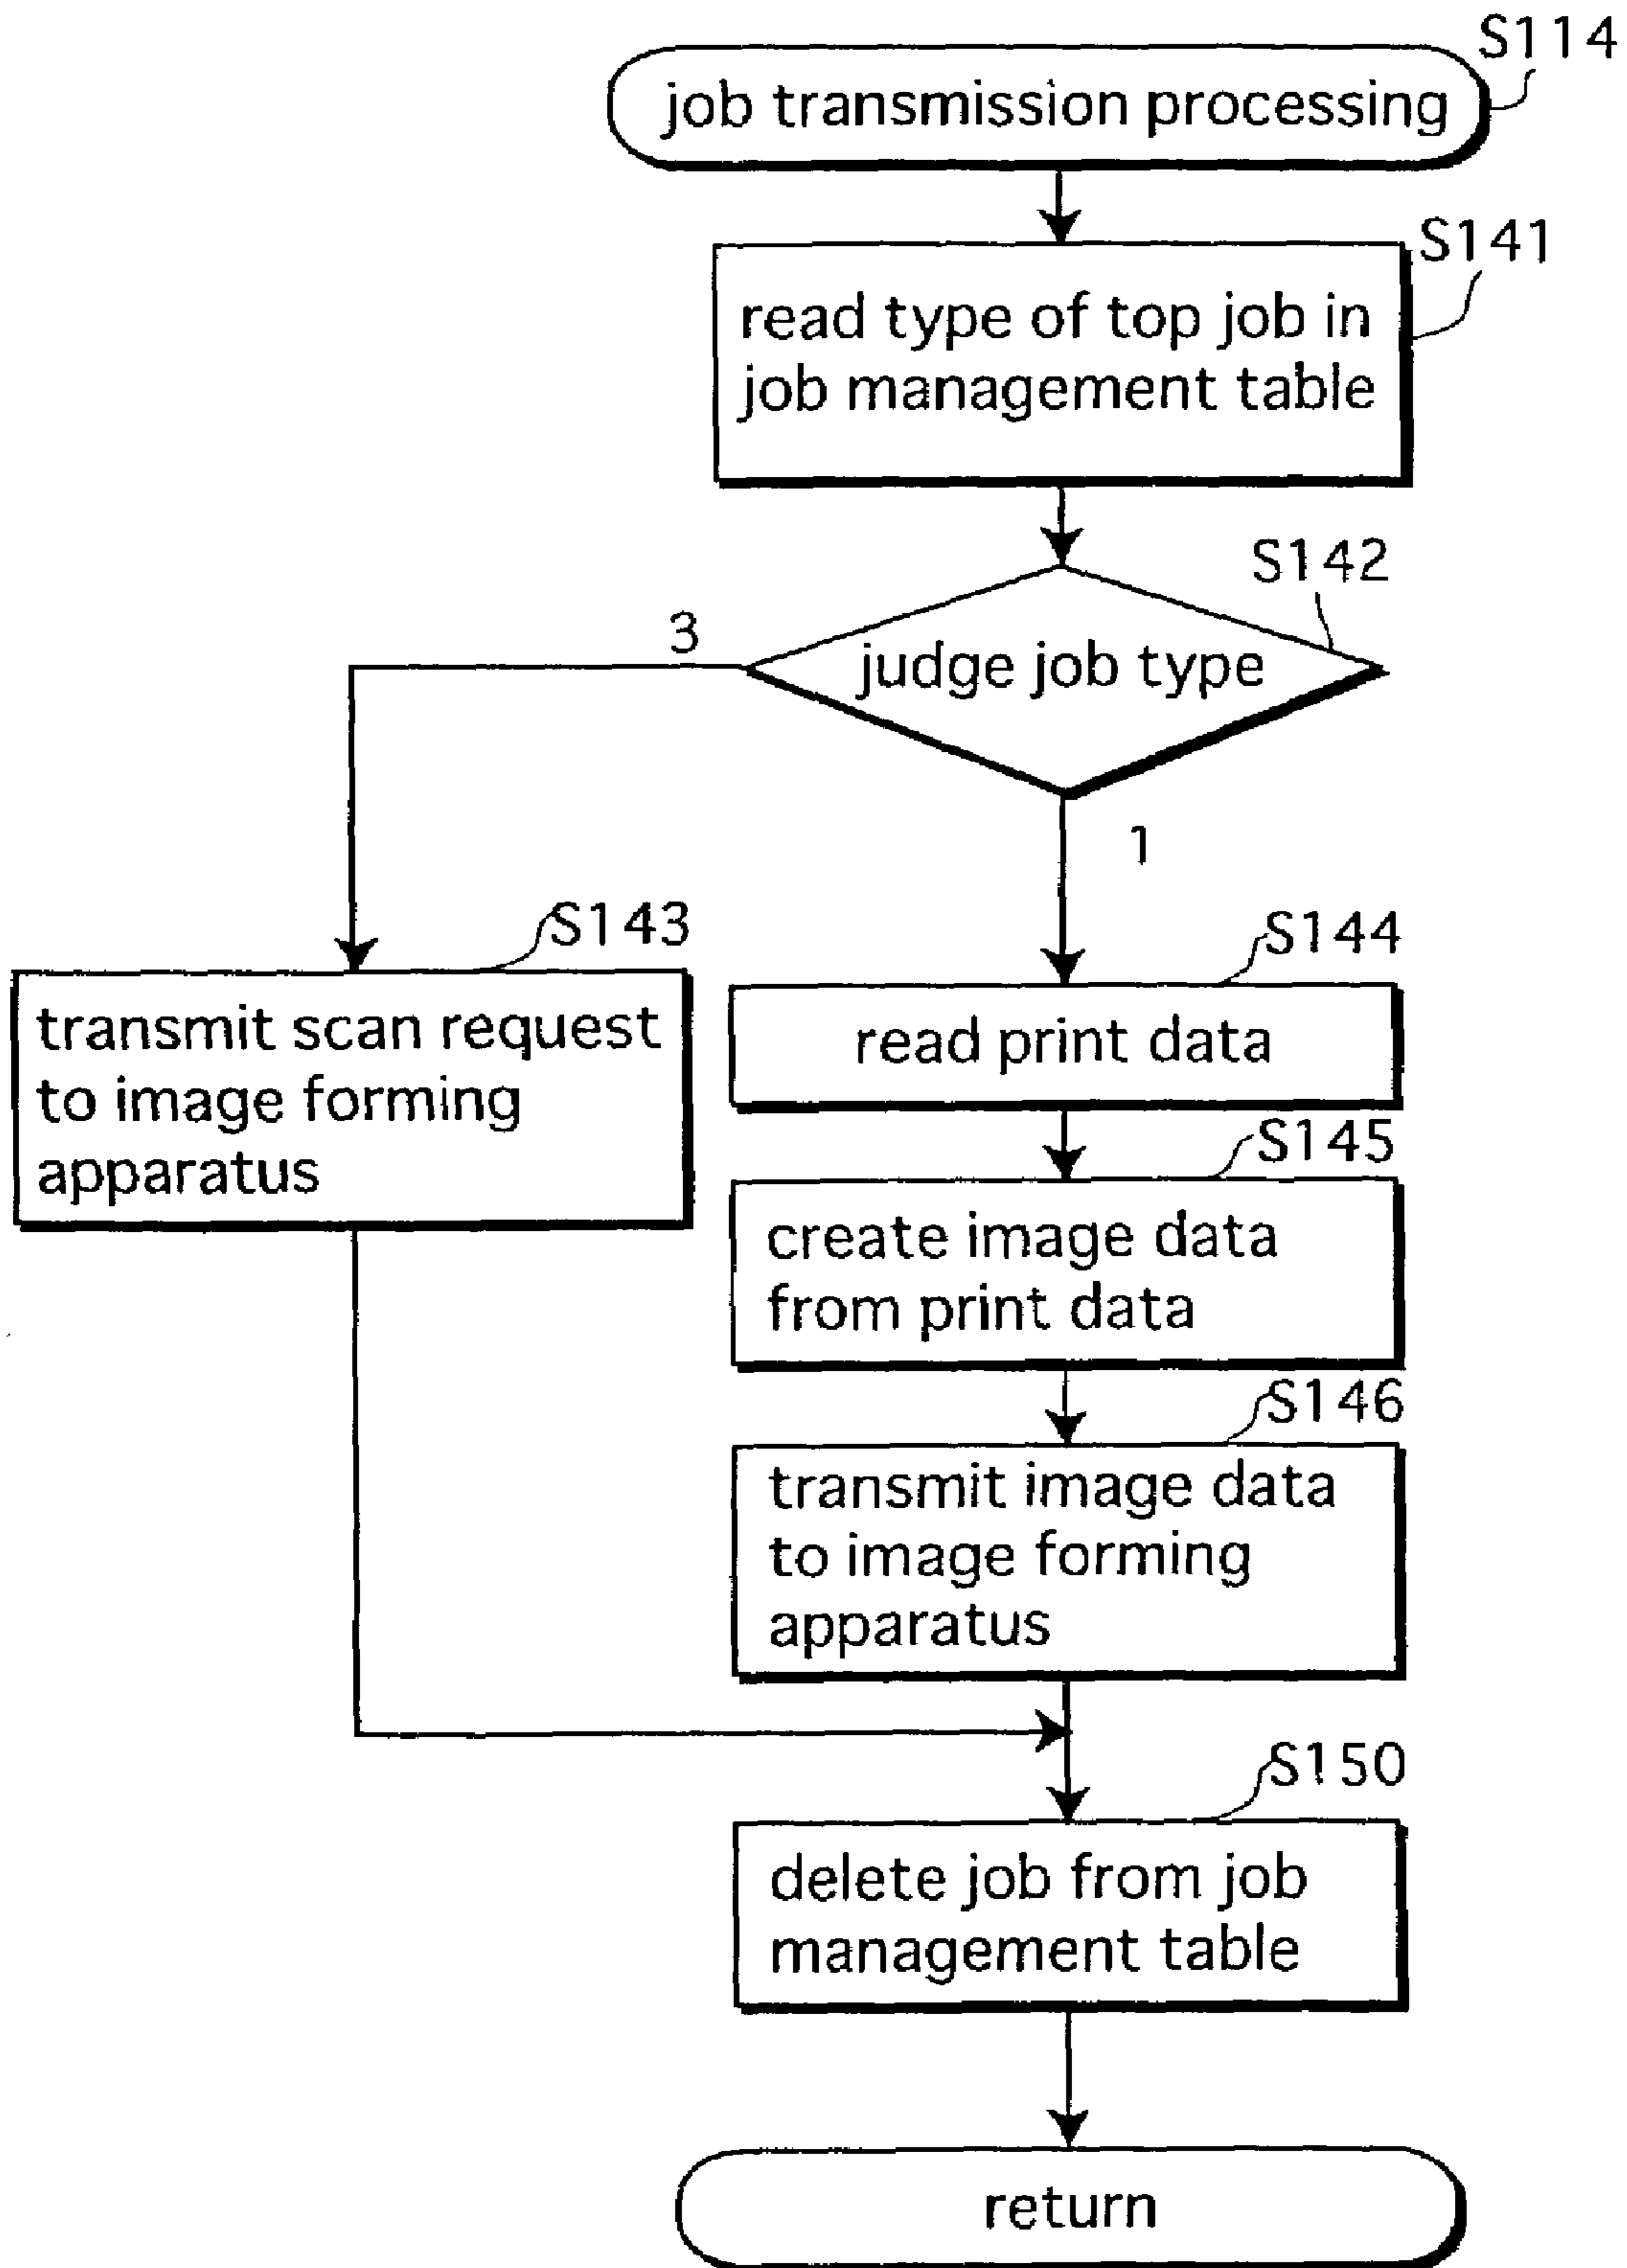 S114
job transmission processing
S141
read type of top job in
job management table
S142
judge job type
3
1
S143
transmit scan request
to image forming
apparatus
S144
read print data
S145
create image data
from print data
S146
transmit image data
to image forming
apparatus
S150
delete job from job
management table
return